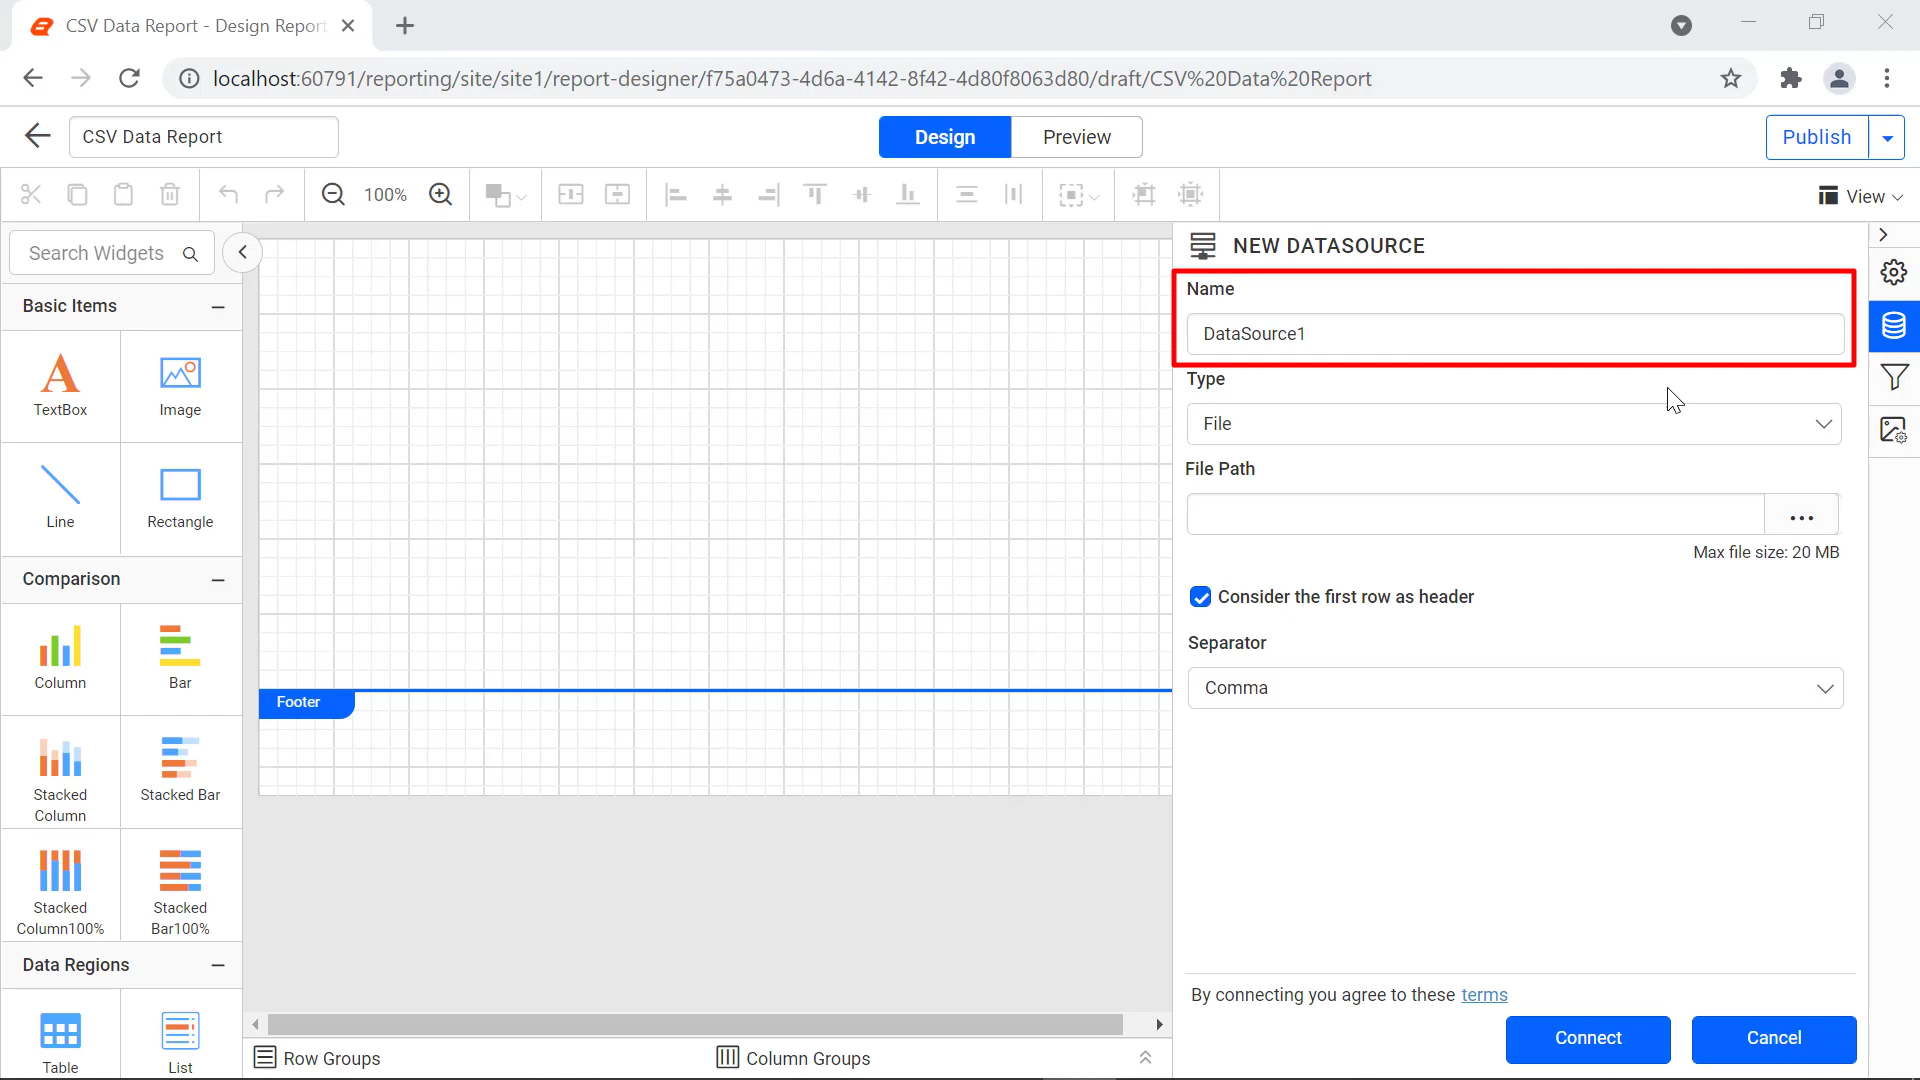 CSV Data Report - Design Report
localhost:60791/reporting/site/site1/report-designer/f75a0473-4d6a-4142-8f42-4d80f8063d80/draft/CSV%20Data%20Report
CSV Data Report
Design
Preview
Publish
100%
View
Search Widgets
Basic Items
TextBox
Image
Line
Rectangle
Comparison
Column
Bar
Stacked
Column
Stacked Bar
Stacked
Column100%
Stacked
Bar100%
Data Regions
Table
List
Footer
Row Groups
Column Groups
NEW DATASOURCE
Name
DataSource1
Type
File
File Path
...
Max file size: 20 MB
Consider the first row as header
Separator
Comma
By connecting you agree to these terms
Connect
Cancel